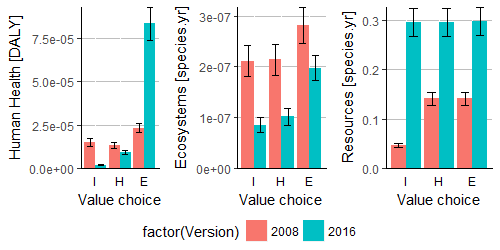 Human Health [DALY]
7.5e-05
5.0e-05
2.5e-05
0.0e+00
I H E
Value choice
Ecosystems [species.yr]
3e-07
2e-07
1e-07
0e+00
I H E
Value choice
Resources [species.yr]
0.3
0.2
0.1
0.0
I H E
Value choice
factor(Version) 2008 2016